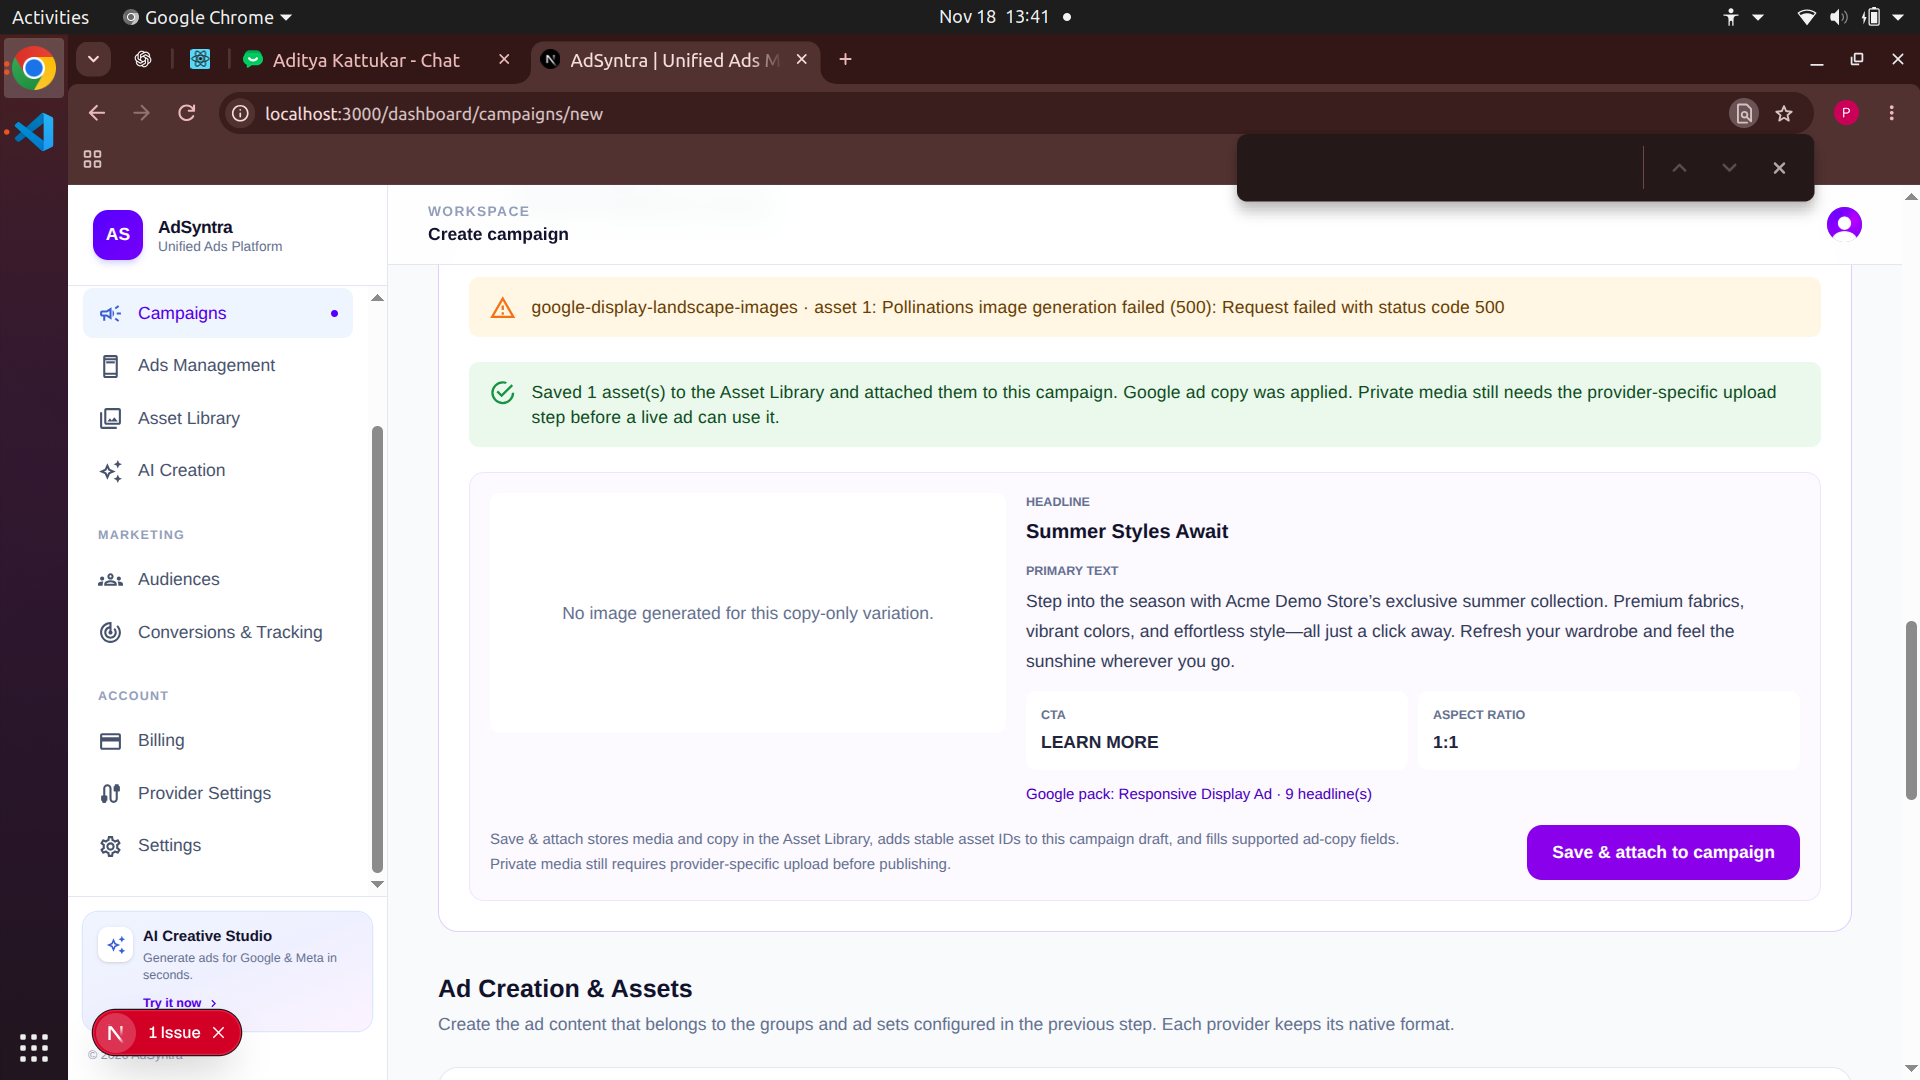 Activities
Google Chrome
Nov 18 13:41
Aditya Kattukar - Chat
AdSyntra | Unified Ads M
localhost:3000/dashboard/campaigns/new
P
AS
AdSyntra
Unified Ads Platform
Campaigns
Ads Management
Asset Library
AI Creation
MARKETING
Audiences
Conversions & Tracking
ACCOUNT
Billing
Provider Settings
Settings
AI Creative Studio
Generate ads for Google & Meta in
seconds.
Try it now
N
1 Issue
WORKSPACE
Create campaign
google-display-landscape-images · asset 1: Pollinations image generation failed (500): Request failed with status code 500
Saved 1 asset(s) to the Asset Library and attached them to this campaign. Google ad copy was applied. Private media still needs the provider-specific upload
step before a live ad can use it.
No image generated for this copy-only variation.
HEADLINE
Summer Styles Await
PRIMARY TEXT
Step into the season with Acme Demo Store’s exclusive summer collection. Premium fabrics,
vibrant colors, and effortless style—all just a click away. Refresh your wardrobe and feel the
sunshine wherever you go.
CTA
LEARN MORE
ASPECT RATIO
1:1
Google pack: Responsive Display Ad · 9 headline(s)
Save & attach stores media and copy in the Asset Library, adds stable asset IDs to this campaign draft, and fills supported ad-copy fields.
Private media still requires provider-specific upload before publishing.
Save & attach to campaign
Ad Creation & Assets
Create the ad content that belongs to the groups and ad sets configured in the previous step. Each provider keeps its native format.